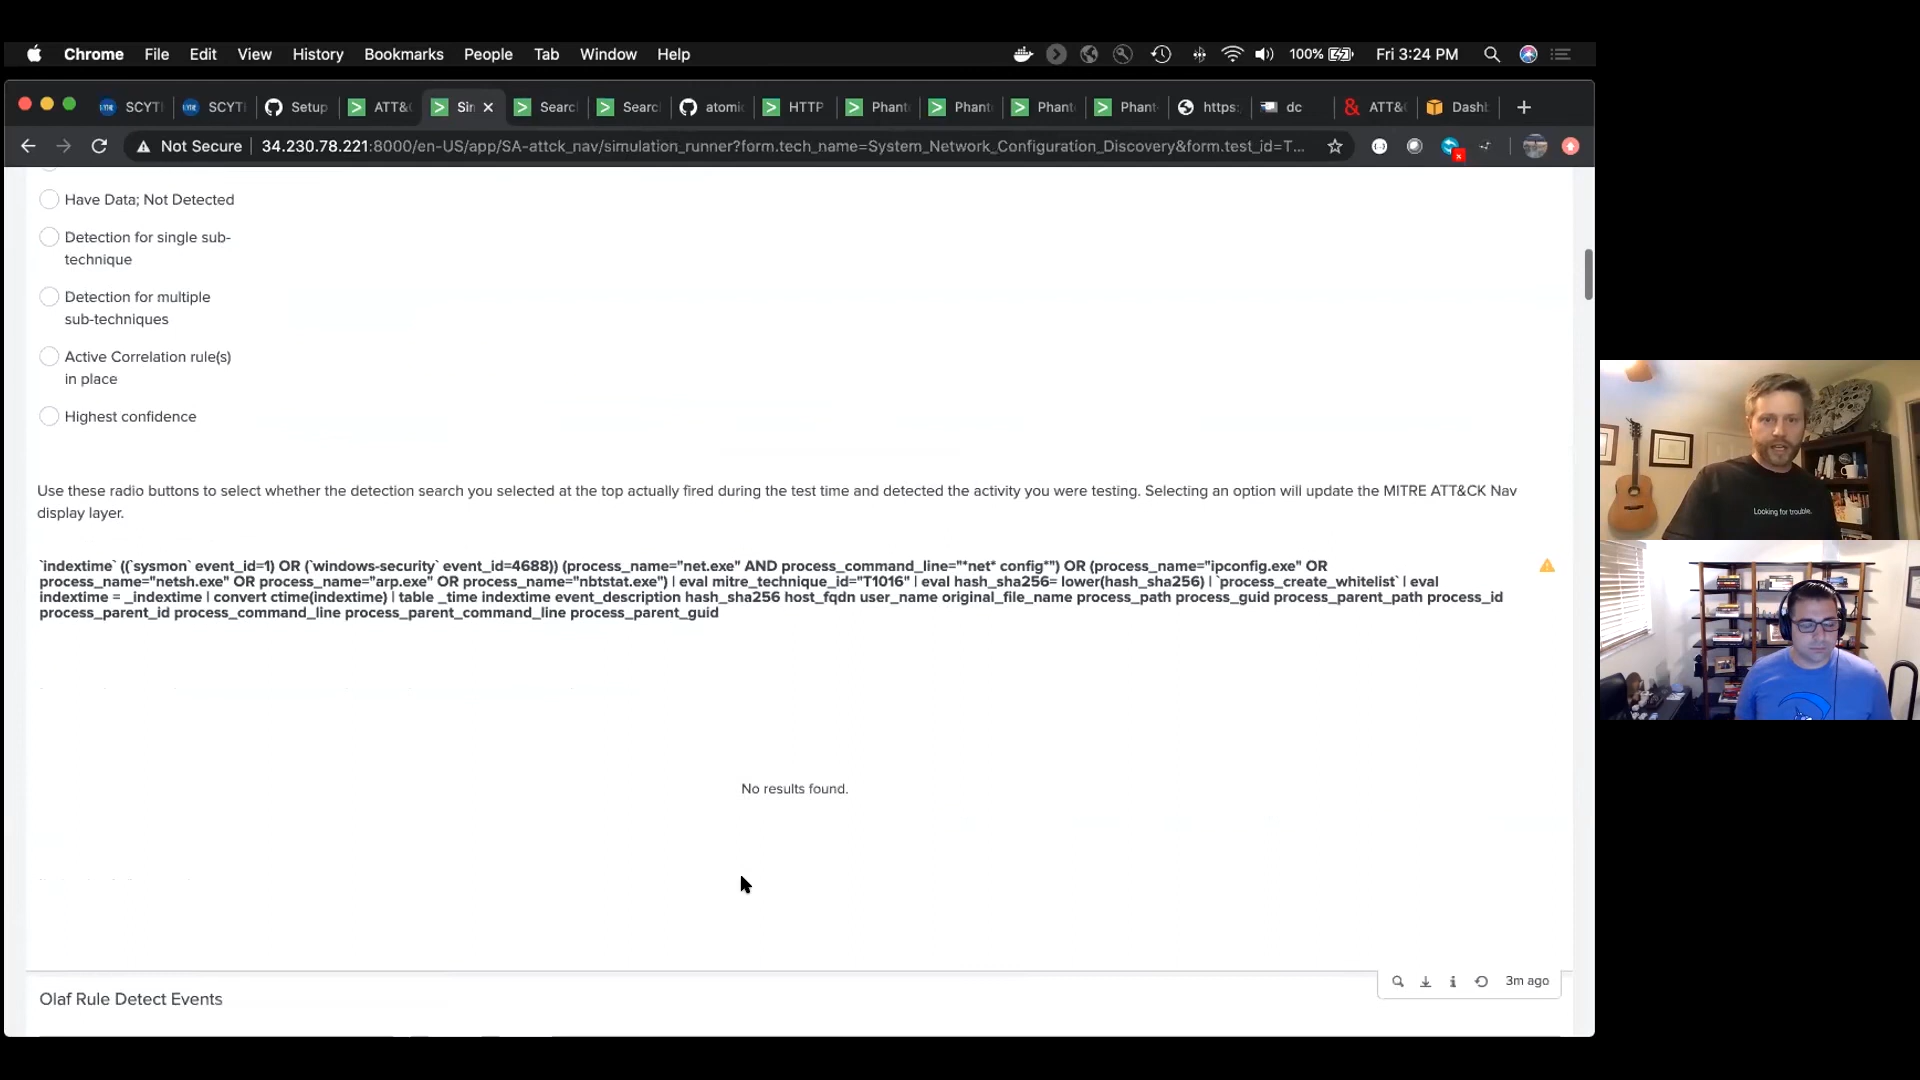 Chrome File Edit View History Bookmarks People Tab Window Help 100% Fri 3:24 PM
SCYTI SCYTI Setup ATT&( Sin Searc Searc atomic HTTP Phant Phant Phant Phant https: dc ATT&( Dashb
Not Secure 34.230.78.221:8000/en-US/app/SA-attck_nav/simulation_runner?form.tech_name=System_Network_Configuration_Discovery&form.test_id=T...
Have Data; Not Detected
Detection for single sub-
technique
Detection for multiple
sub-techniques
Active Correlation rule(s)
in place
Highest confidence
Use these radio buttons to select whether the detection search you selected at the top actually fired during the test time and detected the activity you were testing. Selecting an option will update the MITRE ATT&CK Nav
display layer.
`indextime` ((`sysmon` event_id=1) OR (`windows-security` event_id=4688)) (process_name="net.exe" AND process_command_line="*net* config*") OR (process_name="ipconfig.exe" OR
process_name="netsh.exe" OR process_name="arp.exe" OR process_name="nbtstat.exe") | eval mitre_technique_id="T1016" | eval hash_sha256= lower(hash_sha256) | `process_create_whitelist` | eval
indextime = _indextime | convert ctime(indextime) | table _time indextime event_description hash_sha256 host_fqdn user_name original_file_name process_path process_guid process_parent_path process_id
process_parent_id process_command_line process_parent_command_line process_parent_guid
No results found.
3m ago
Olaf Rule Detect Events
Looking for trouble.